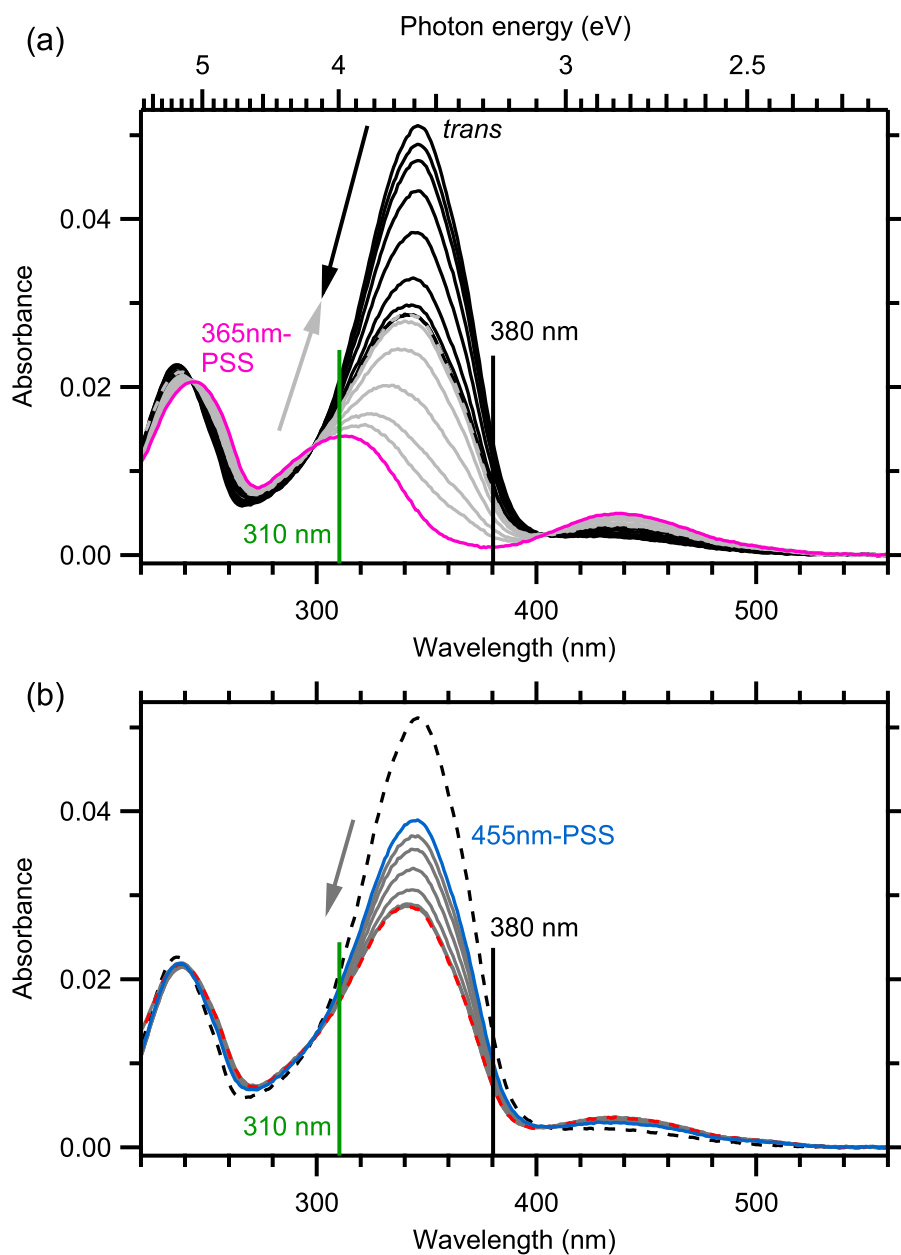 (a)
Photon energy (eV)
5 4 3 2.5
trans
0.04
365nm-
PSS
380 nm
Absorbance
0.02
310 nm
0.00
300 400 500
Wavelength (nm)
(b)
0.04
455nm-PSS
380 nm
Absorbance
0.02
310 nm
0.00
300 400 500
Wavelength (nm)